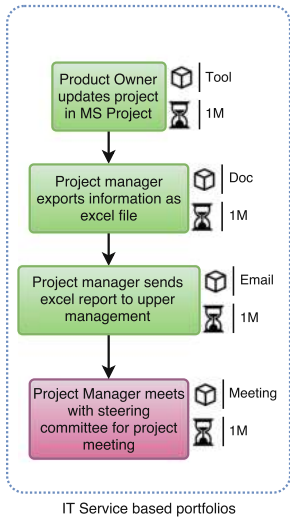 Product Owner
updates project
in MS Project
Tool
1M
Project manager
exports information as
excel file
Doc
1M
Project manager sends
excel report to upper
management
Email
1M
Project Manager meets
with steering
committee for project
meeting
Meeting
1M
IT Service based portfolios